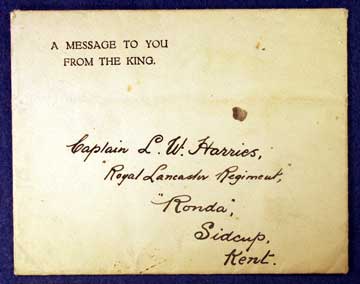 A MESSAGE TO YOU
FROM THE KING.
Captain L. W. Harries,
"Royal Lancaster Regiment",
"Ronda",
Sidcup,
Kent.